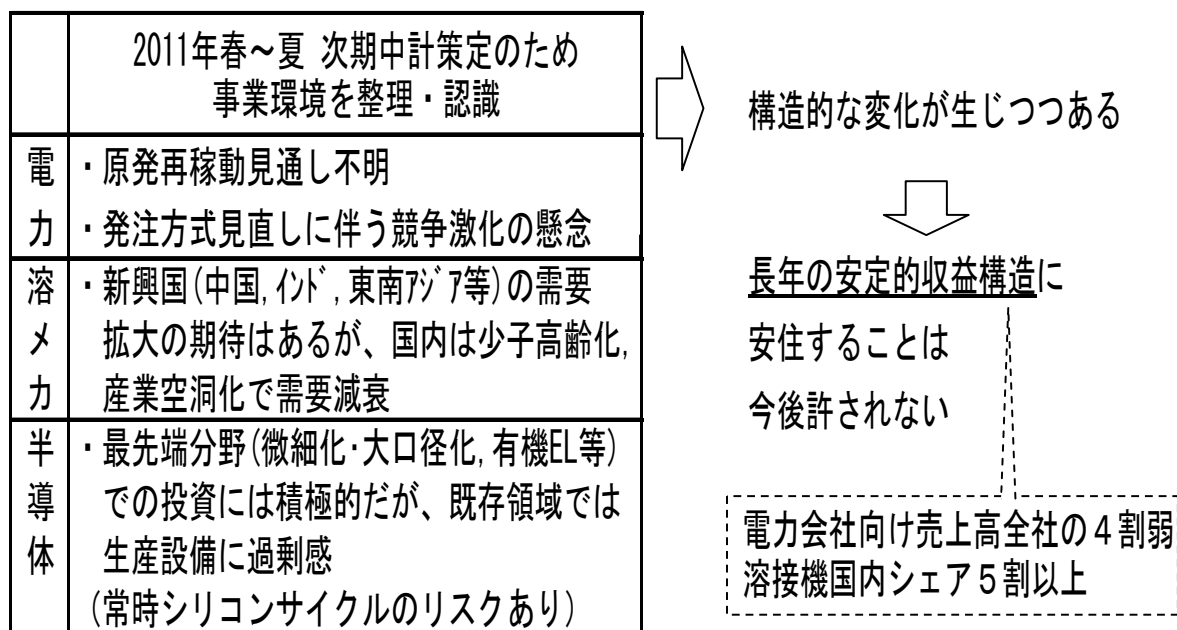 2011年春～夏 次期中計策定のため
事業環境を整理・認識
電力
・原発再稼動見通し不明
・発注方式見直しに伴う競争激化の懸念
溶メカ
・新興国(中国,ｲﾝﾄﾞ,東南ｱｼﾞｱ等)の需要
拡大の期待はあるが、国内は少子高齢化,
産業空洞化で需要減衰
半導体
・最先端分野(微細化･大口径化,有機EL等)
での投資には積極的だが、既存領域では
生産設備に過剰感
(常時シリコンサイクルのリスクあり)
構造的な変化が生じつつある
長年の安定的収益構造に
安住することは
今後許されない
電力会社向け売上高全社の４割弱
溶接機国内シェア５割以上